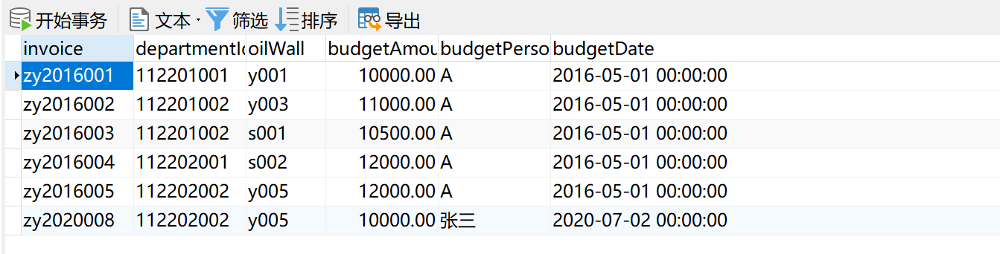 开始事务 文本 · 筛选 排序 导出
invoice departmentId oilWall budgetAmou budgetPerso budgetDate
zy2016001 112201001 y001 10000.00 A 2016-05-01 00:00:00
zy2016002 112201002 y003 11000.00 A 2016-05-01 00:00:00
zy2016003 112201002 s001 10500.00 A 2016-05-01 00:00:00
zy2016004 112202001 s002 12000.00 A 2016-05-01 00:00:00
zy2016005 112202002 y005 12000.00 A 2016-05-01 00:00:00
zy2020008 112202002 y005 10000.00 张三 2020-07-02 00:00:00